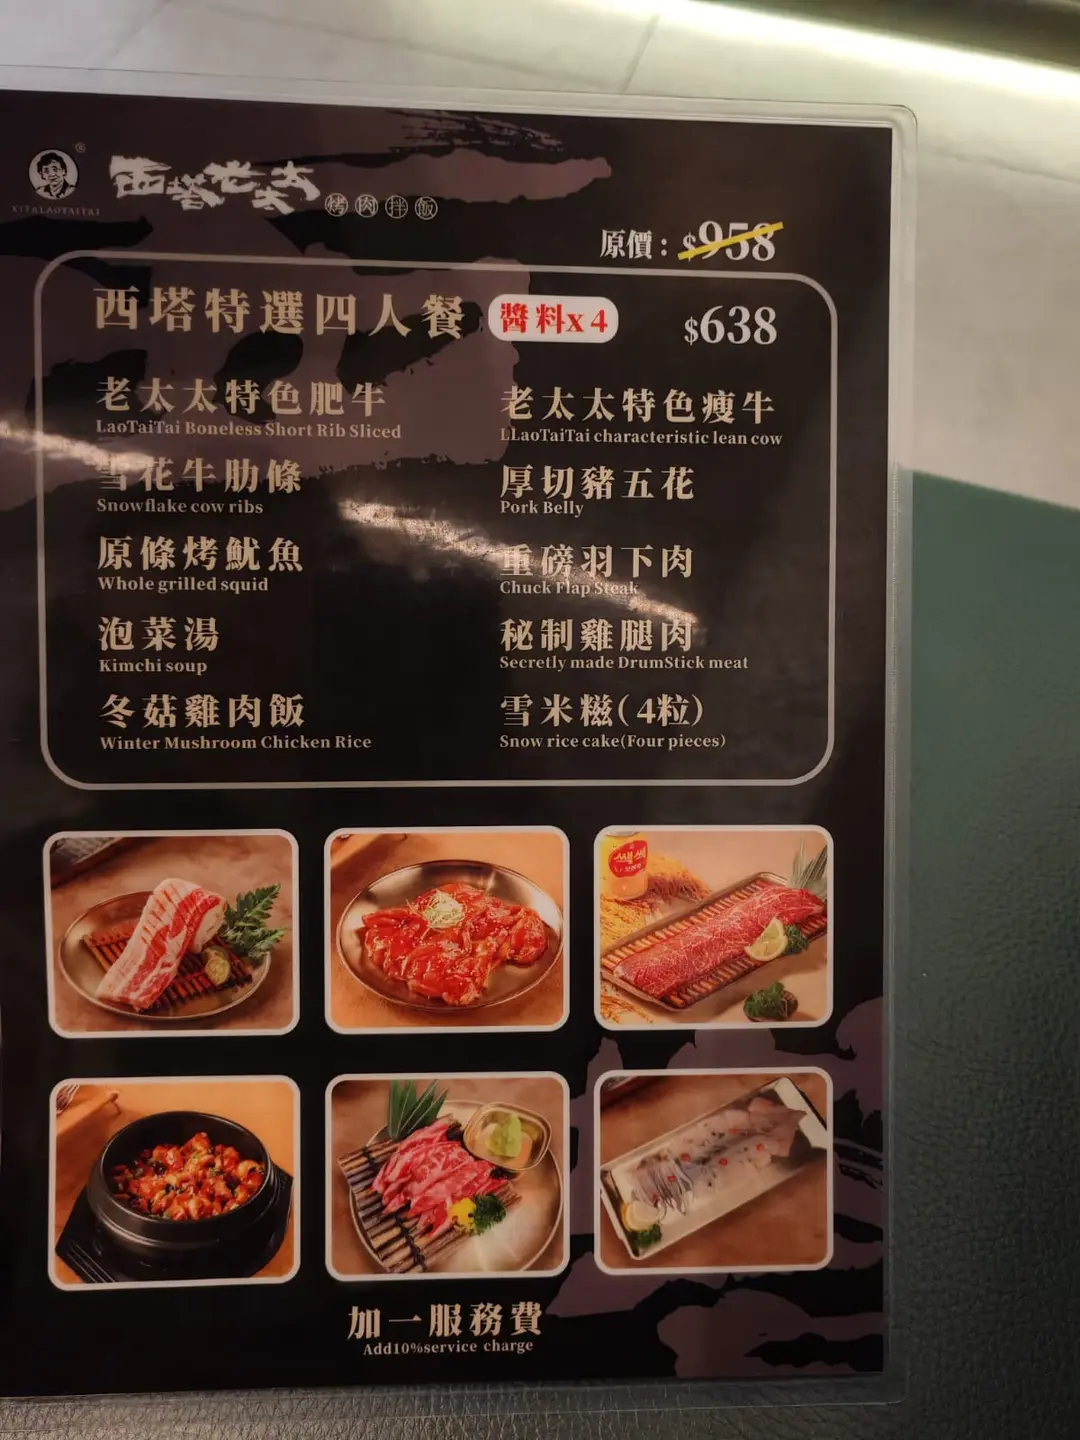 ®
XITALAOTAITAI
西塔老太太
烤肉拌飯
原價：$958
西塔特選四人餐 醬料x4 $638
老太太特色肥牛
LaoTaiTai Boneless Short Rib Sliced
老太太特色瘦牛
LLaoTaiTai characteristic lean cow
雪花牛肋條
Snowflake cow ribs
厚切豬五花
Pork Belly
原條烤魷魚
Whole grilled squid
重磅羽下肉
Chuck Flap Steak
泡菜湯
Kimchi soup
秘制雞腿肉
Secretly made DrumStick meat
冬菇雞肉飯
Winter Mushroom Chicken Rice
雪米糍(4粒)
Snow rice cake(Four pieces)
加一服務費
Add10%service charge